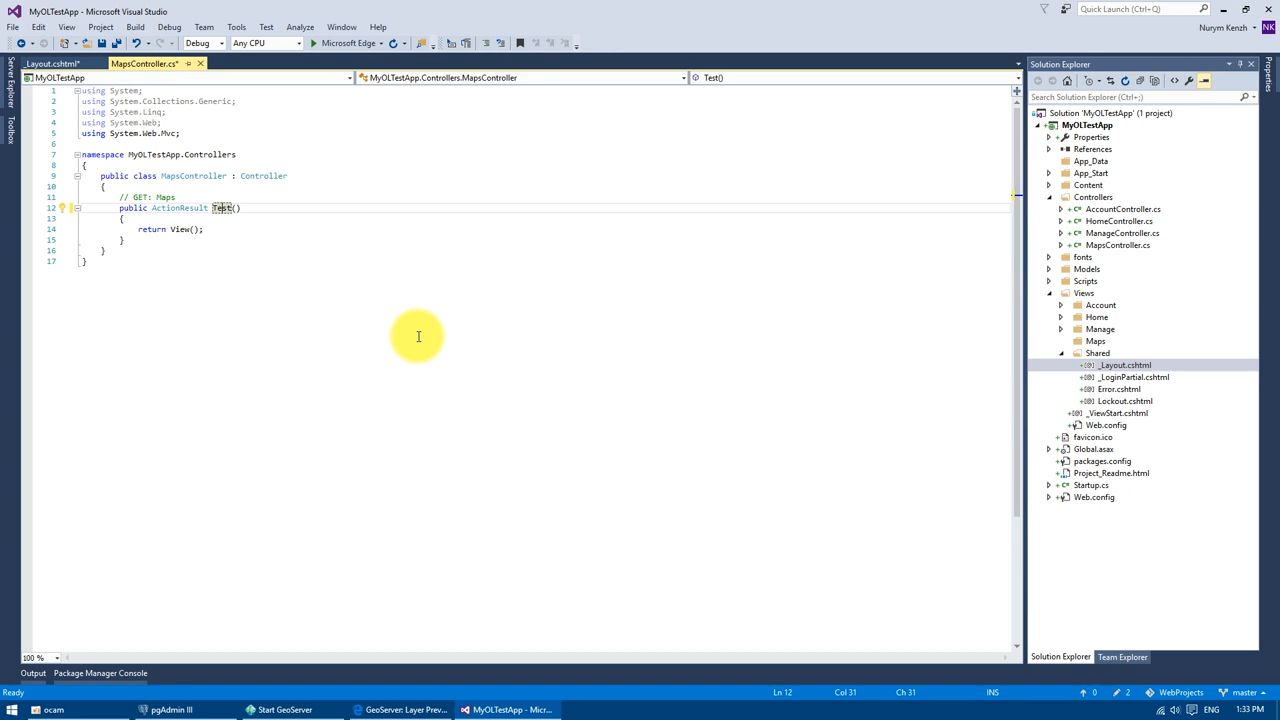 MyOLTestApp - Microsoft Visual Studio
Quick Launch (Ctrl+Q)
File Edit View Project Build Debug Team Tools Test Analyze Window Help
Nurym Kenzh
NK
Debug Any CPU Microsoft Edge
Server Explorer
Toolbox
_Layout.cshtml*
MapsController.cs*
MyOLTestApp
MyOLTestApp.Controllers.MapsController
Test()
1 using System;
2 using System.Collections.Generic;
3 using System.Linq;
4 using System.Web;
5 using System.Web.Mvc;
6
7 namespace MyOLTestApp.Controllers
8 {
9 public class MapsController : Controller
10 {
11 // GET: Maps
12 public ActionResult Test()
13 {
14 return View();
15 }
16 }
17 }
100 %
Output
Package Manager Console
Solution Explorer
Search Solution Explorer (Ctrl+;)
Solution 'MyOLTestApp' (1 project)
MyOLTestApp
Properties
References
App_Data
App_Start
Content
Controllers
AccountController.cs
HomeController.cs
ManageController.cs
MapsController.cs
fonts
Models
Scripts
Views
Account
Home
Manage
Maps
Shared
_Layout.cshtml
_LoginPartial.cshtml
Error.cshtml
Lockout.cshtml
_ViewStart.cshtml
Web.config
favicon.ico
Global.asax
packages.config
Project_Readme.html
Startup.cs
Web.config
Solution Explorer
Team Explorer
Properties
Ready
Ln 12
Col 31
Ch 31
INS
0
2
WebProjects
master
ocam
pgAdmin III
Start GeoServer
GeoServer: Layer Prev...
MyOLTestApp - Micr...
ENG
1:33 PM